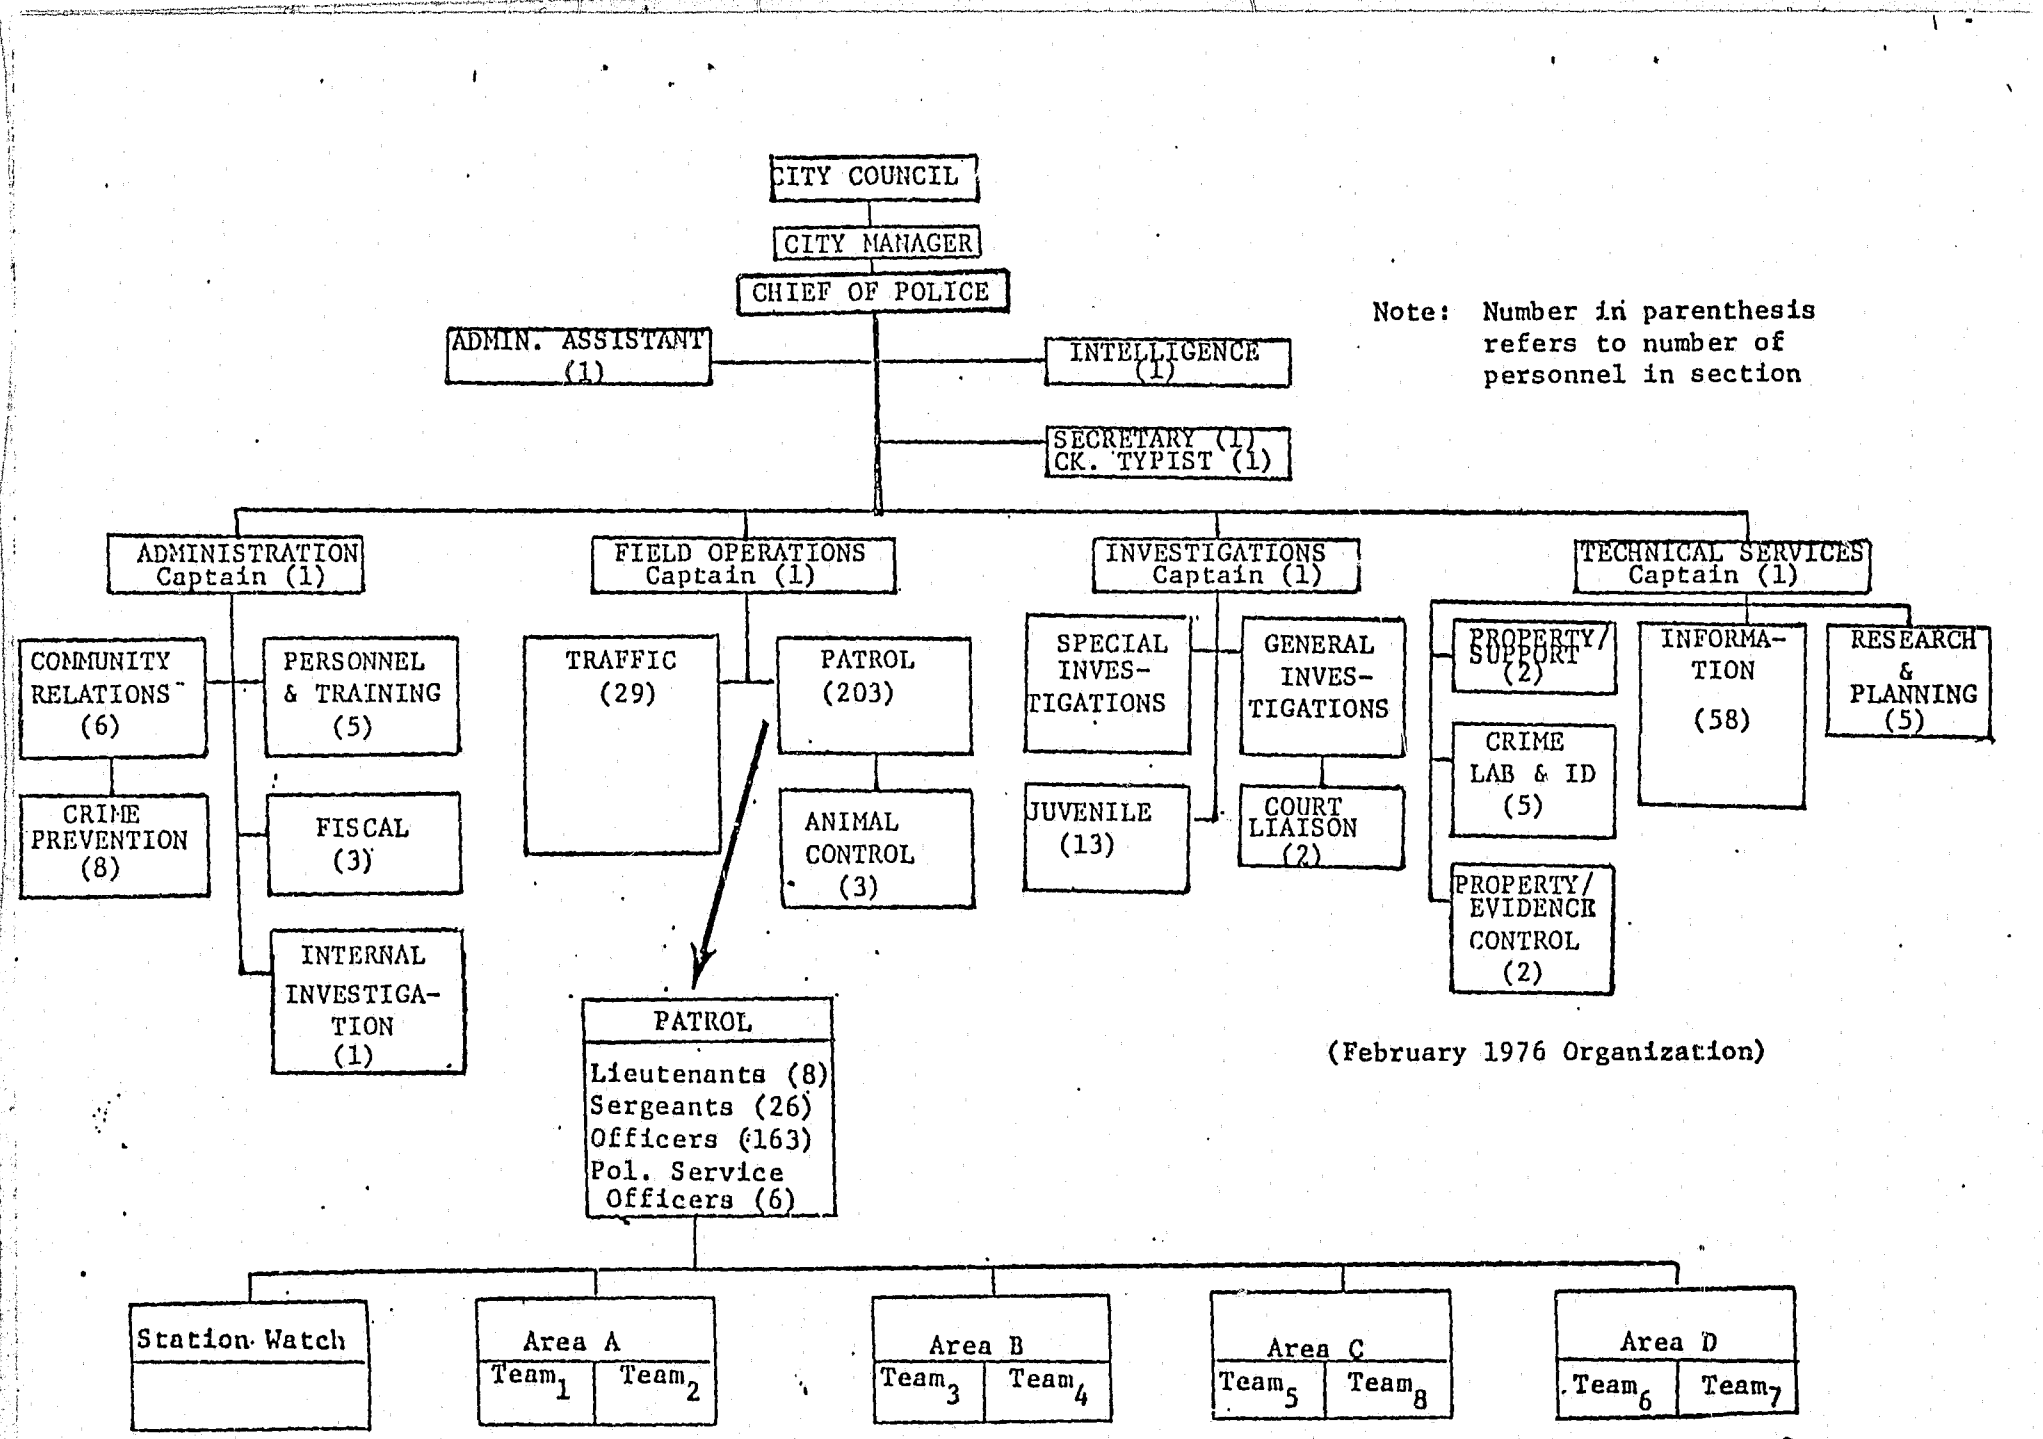 CITY COUNCIL
CITY MANAGER
CHIEF OF POLICE
Note: Number in parenthesis
refers to number of
personnel in section
ADMIN. ASSISTANT
(1)
INTELLIGENCE
(1)
SECRETARY (1)
CK. TYPIST (1)
ADMINISTRATION
Captain (1)
FIELD OPERATIONS
Captain (1)
INVESTIGATIONS
Captain (1)
TECHNICAL SERVICES
Captain (1)
COMMUNITY
RELATIONS
(6)
PERSONNEL
& TRAINING
(5)
CRIME
PREVENTION
(8)
FISCAL
(3)
INTERNAL
INVESTIGA-
TION
(1)
TRAFFIC
(29)
PATROL
(203)
ANIMAL
CONTROL
(3)
SPECIAL
INVES-
TIGATIONS
GENERAL
INVES-
TIGATIONS
JUVENILE
(13)
COURT
LIAISON
(2)
PROPERTY/
SUPPORT
(2)
CRIME
LAB & ID
(5)
PROPERTY/
EVIDENCE
CONTROL
(2)
INFORMA-
TION
(58)
RESEARCH
&
PLANNING
(5)
(February 1976 Organization)
PATROL
Lieutenants (8)
Sergeants (26)
Officers (163)
Pol. Service
Officers (6)
Station Watch
Area A
Team1 Team2
Area B
Team3 Team4
Area C
Team5 Team8
Area D
Team6 Team7